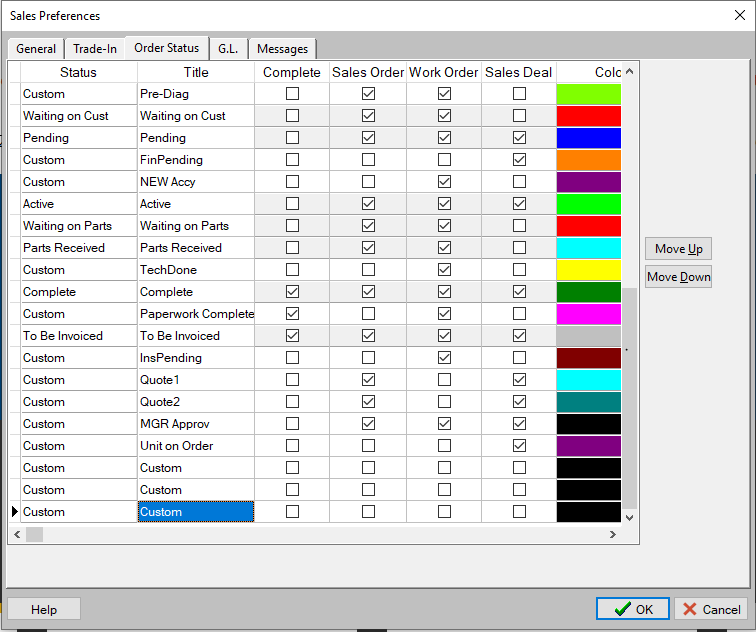 Sales Preferences
General Trade-In Order Status G.L. Messages
Status Title Complete Sales Order Work Order Sales Deal Colo
Custom Pre-Diag
Waiting on Cust Waiting on Cust
Pending Pending
Custom FinPending
Custom NEW Accy
Active Active
Waiting on Parts Waiting on Parts
Parts Received Parts Received
Move Up
Custom TechDone
Move Down
Complete Complete
Custom Paperwork Complete
To Be Invoiced To Be Invoiced
Custom InsPending
Custom Quote1
Custom Quote2
Custom MGR Approv
Custom Unit on Order
Custom Custom
Custom Custom
Custom Custom
Help OK Cancel